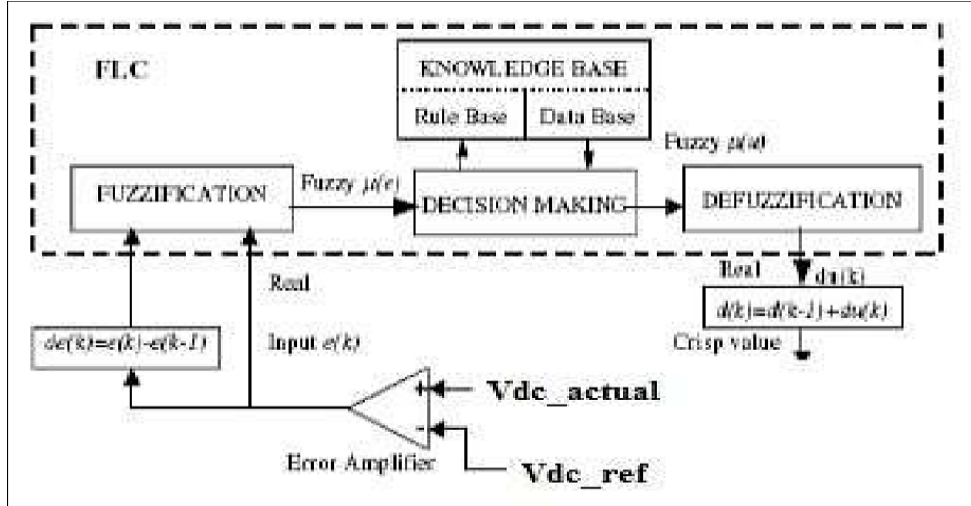 FLC
KNOWLEDGE BASE
Rule Base
Data Base
Fuzzy μ(u)
FUZZIFICATION
Fuzzy μ(e)
DECISION MAKING
DEFUZZIFICATION
Real
Real
du(k)
de(k)=e(k)-e(k-1)
Input e(k)
d(k)=d(k-1)+du(k)
Crisp value
+
Vdc_actual
-
Error Amplifier
Vdc_ref